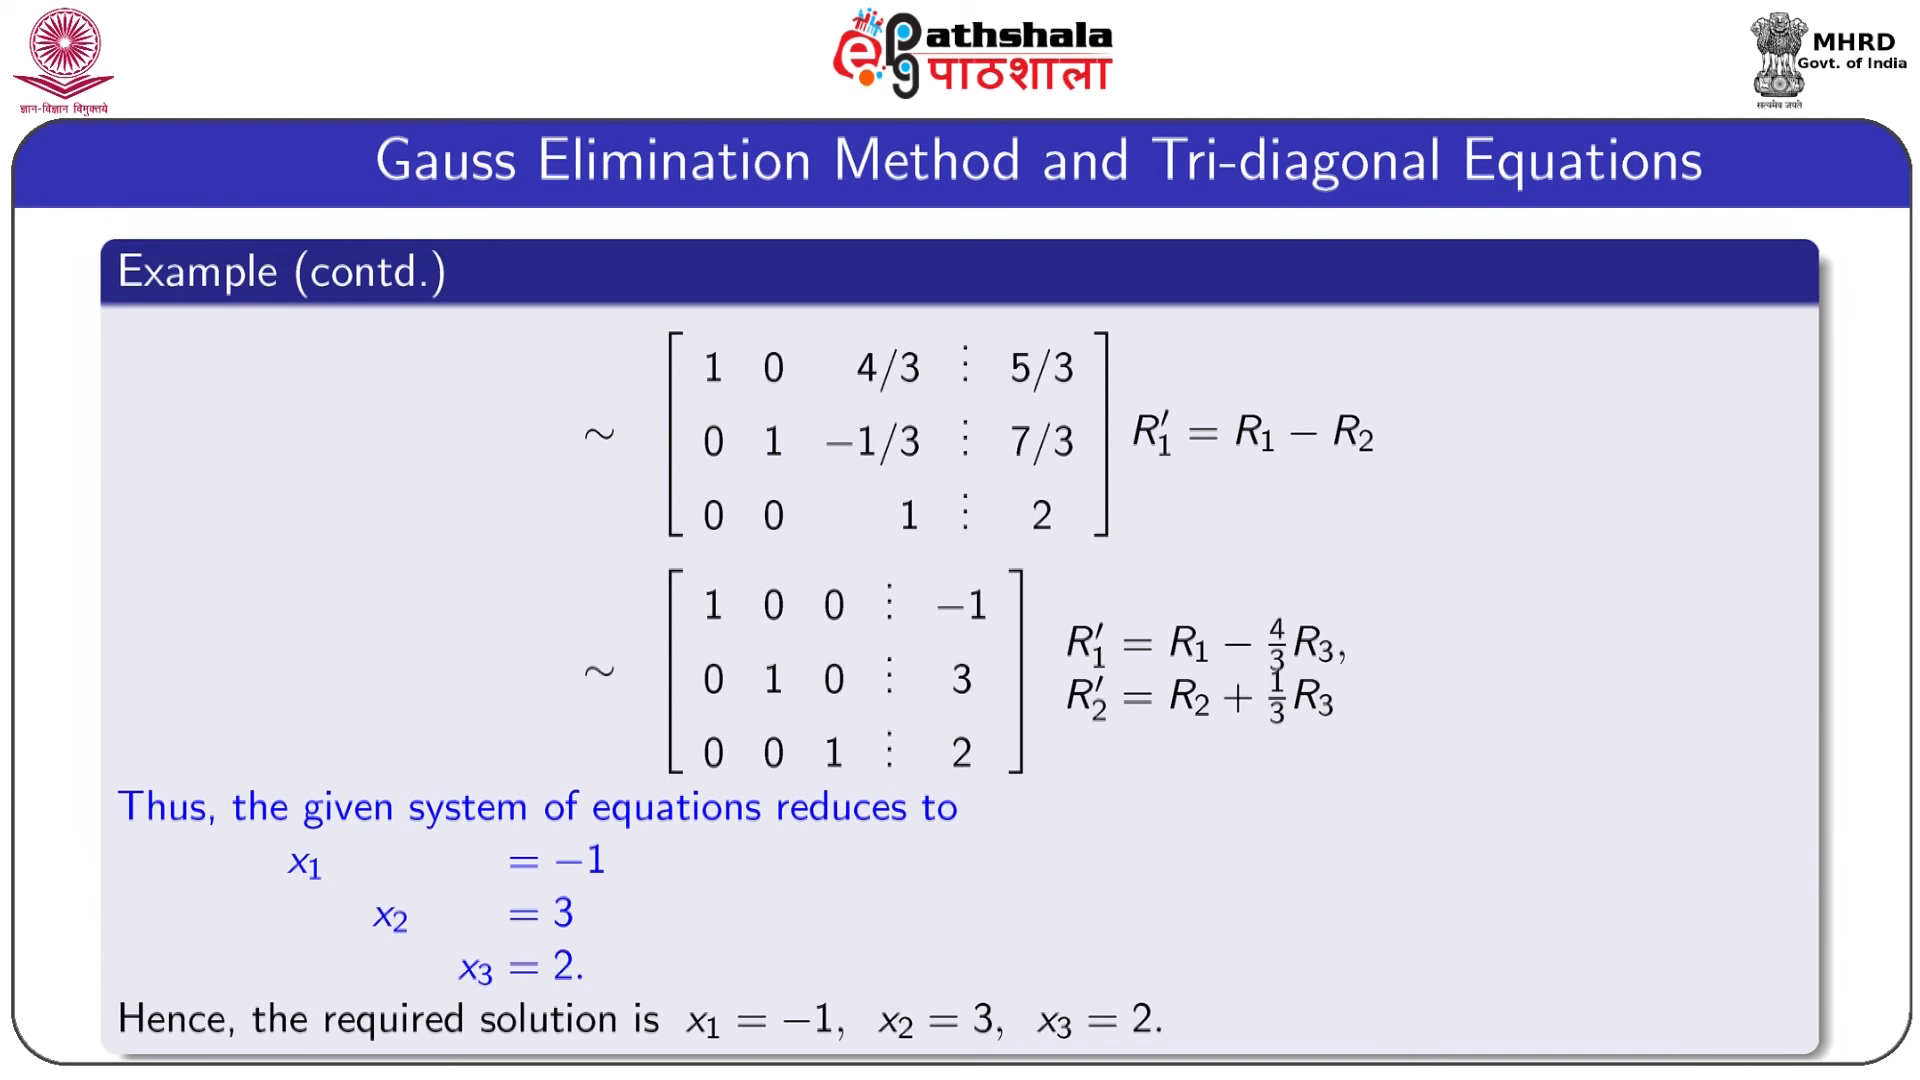 ज्ञान-विज्ञान विमुक्तये
ePathshala
पाठशाला
MHRD
Govt. of India
सत्यमेव जयते
Gauss Elimination Method and Tri-diagonal Equations
Example (contd.)
1 0 4/3 ⋮ 5/3
∼ 0 1 −1/3 ⋮ 7/3 R′₁ = R₁ − R₂
0 0 1 ⋮ 2
1 0 0 ⋮ −1
∼ 0 1 0 ⋮ 3 R′₁ = R₁ − 4/3 R₃,
R′₂ = R₂ + 1/3 R₃
0 0 1 ⋮ 2
Thus, the given system of equations reduces to
x₁ = −1
x₂ = 3
x₃ = 2.
Hence, the required solution is x₁ = −1, x₂ = 3, x₃ = 2.